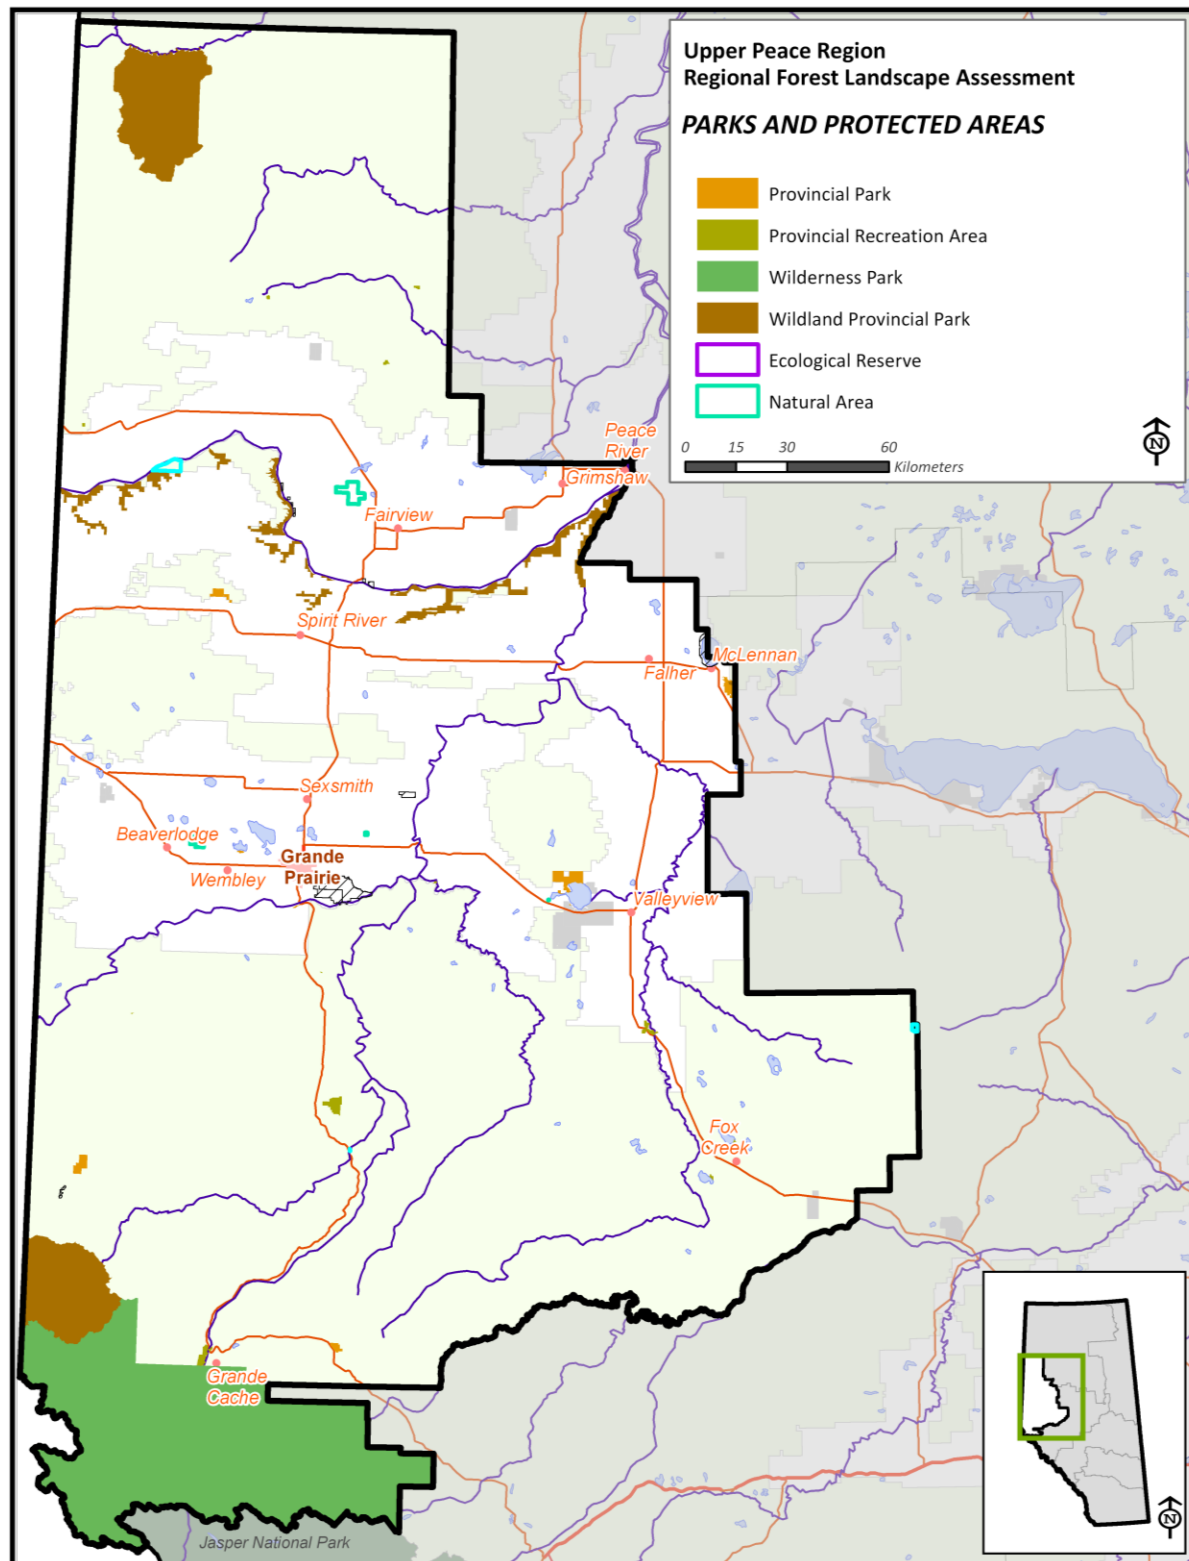 Upper Peace Region
Regional Forest Landscape Assessment
PARKS AND PROTECTED AREAS
Provincial Park
Provincial Recreation Area
Wilderness Park
Wildland Provincial Park
Ecological Reserve
Natural Area
0 15 30 60
Kilometers
N
Peace
River
Grimshaw
Fairview
Spirit River
McLennan
Falher
Sexsmith
Beaverlodge
Grande
Prairie
Wembley
Valleyview
Fox
Creek
Grande
Cache
Jasper National Park
N